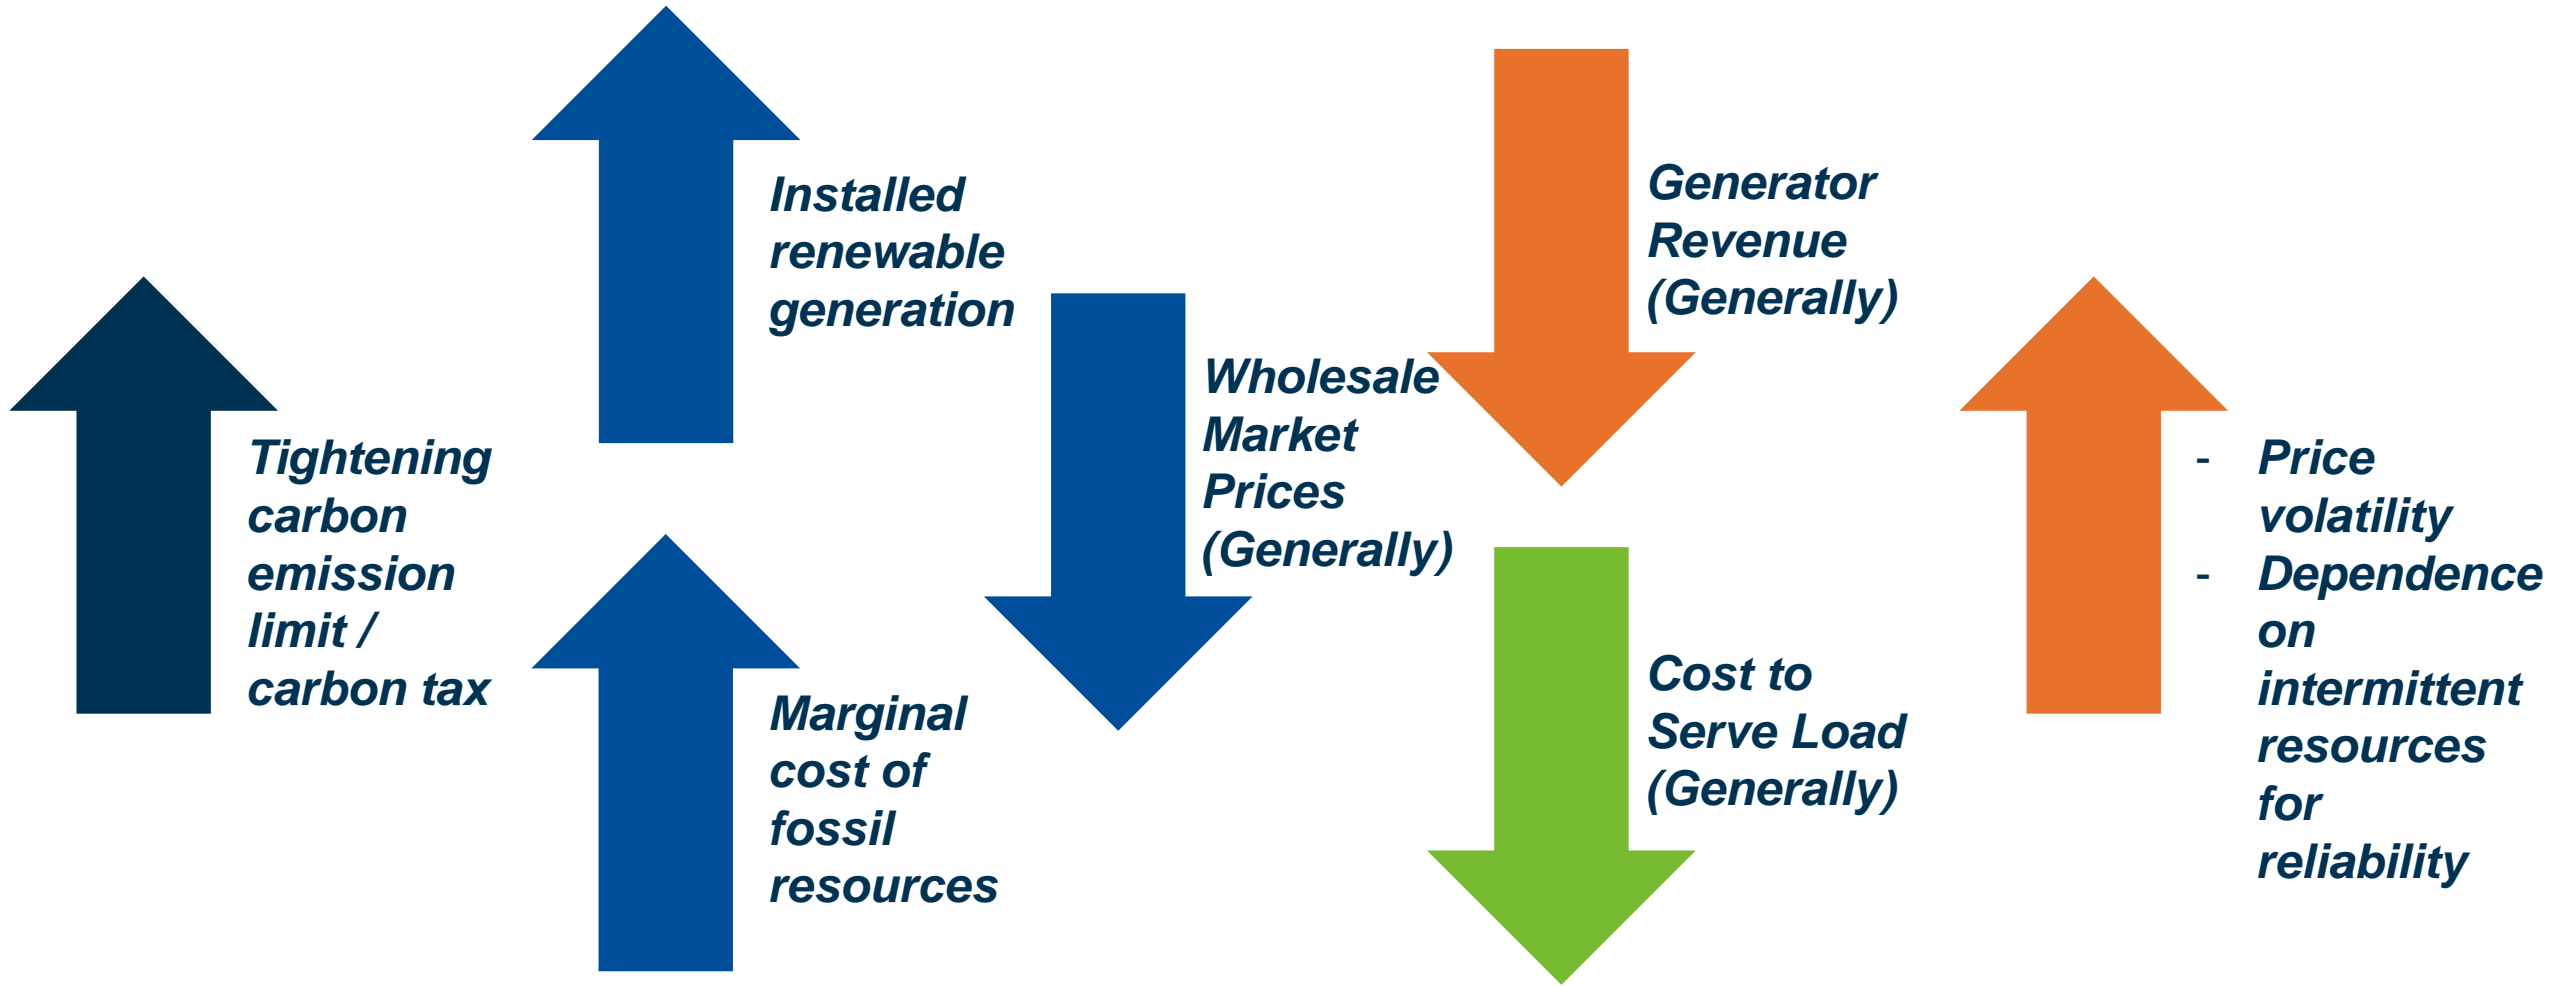 Tightening
carbon
emission
limit /
carbon tax
Installed
renewable
generation
Marginal
cost of
fossil
resources
Wholesale
Market
Prices
(Generally)
Generator
Revenue
(Generally)
Cost to
Serve Load
(Generally)
- Price
volatility
- Dependence
on
intermittent
resources
for
reliability